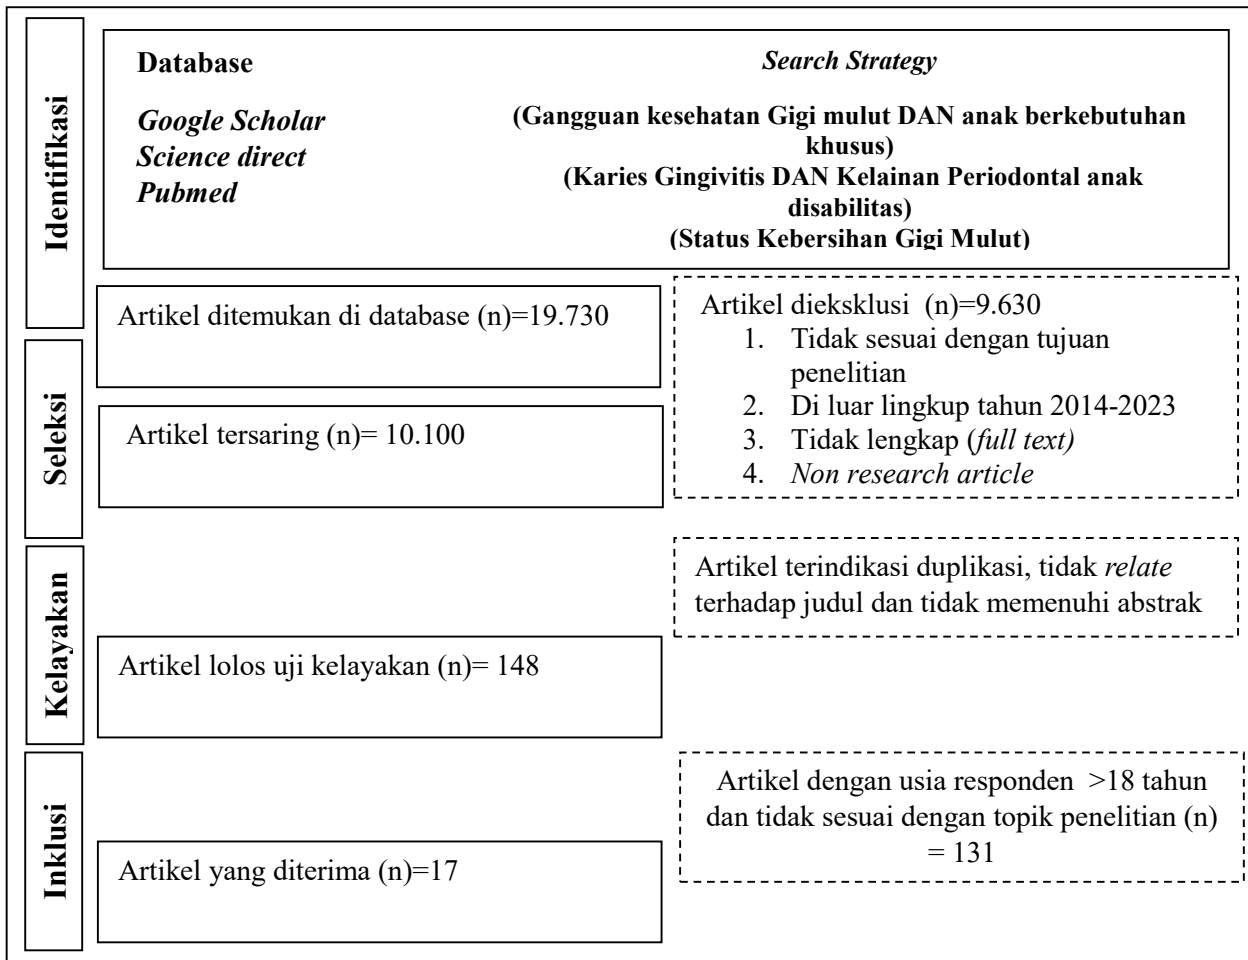 Identifikasi
Database
Search Strategy
Google Scholar
Science direct
Pubmed
(Gangguan kesehatan Gigi mulut DAN anak berkebutuhan
khusus)
(Karies Gingivitis DAN Kelainan Periodontal anak
disabilitas)
(Status Kebersihan Gigi Mulut)
Artikel ditemukan di database (n)=19.730
Artikel dieksklusi (n)=9.630
1. Tidak sesuai dengan tujuan
penelitian
2. Di luar lingkup tahun 2014-2023
3. Tidak lengkap (full text)
4. Non research article
Seleksi
Artikel tersaring (n)= 10.100
Kelayakan
Artikel terindikasi duplikasi, tidak relate
terhadap judul dan tidak memenuhi abstrak
Artikel lolos uji kelayakan (n)= 148
Inklusi
Artikel dengan usia responden >18 tahun
dan tidak sesuai dengan topik penelitian (n)
= 131
Artikel yang diterima (n)=17